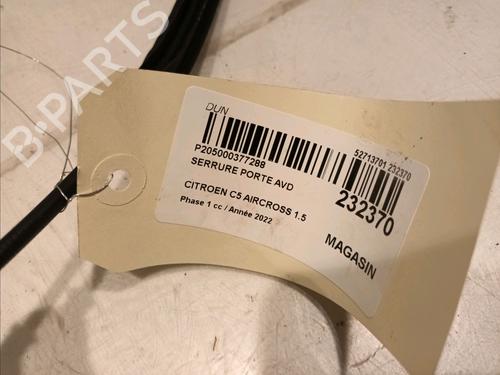 DUN
P205000377288
52713701 232370
SERRURE PORTE AVD
232370
CITROEN C5 AIRCROSS 1.5
Phase 1 cc / Année 2022
MAGASIN
B-PARTS